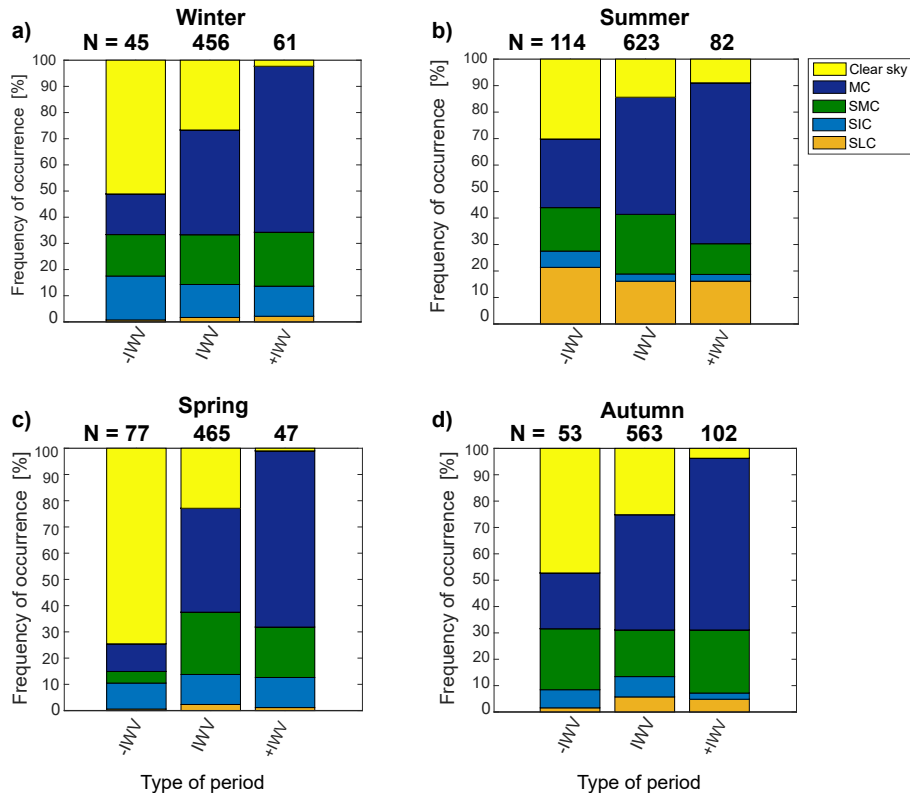 Winter
a)
N = 45 456 61
100
90
80
70
60
50
40
30
20
10
0
Frequency of occurrence [%]
-IWV
IWV
+IWV
Summer
b)
N = 114 623 82
100
90
80
70
60
50
40
30
20
10
0
Frequency of occurrence [%]
-IWV
IWV
+IWV
Clear sky
MC
SMC
SIC
SLC
Spring
c)
N = 77 465 47
100
90
80
70
60
50
40
30
20
10
0
Frequency of occurrence [%]
-IWV
IWV
+IWV
Type of period
Autumn
d)
N = 53 563 102
100
90
80
70
60
50
40
30
20
10
0
Frequency of occurrence [%]
-IWV
IWV
+IWV
Type of period